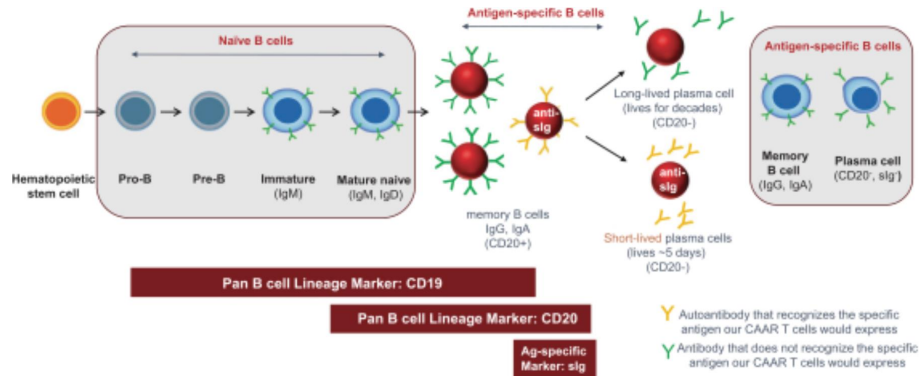 Naïve B cells
Antigen-specific B cells
Antigen-specific B cells
anti-
sIg
Long-lived plasma cell
(lives for decades)
(CD20-)
Hematopoietic
stem cell
Pro-B
Pre-B
Immature
(IgM)
Mature naive
(IgM, IgD)
memory B cells
IgG, IgA
(CD20+)
anti-
sIg
Short-lived plasma cells
(lives ~5 days)
(CD20-)
Memory
B cell
(IgG, IgA)
Plasma cell
(CD20-, sIg-)
Pan B cell Lineage Marker: CD19
Pan B cell Lineage Marker: CD20
Ag-specific
Marker: sIg
Autoantibody that recognizes the specific
antigen our CAAR T cells would express
Antibody that does not recognize the specific
antigen our CAAR T cells would express